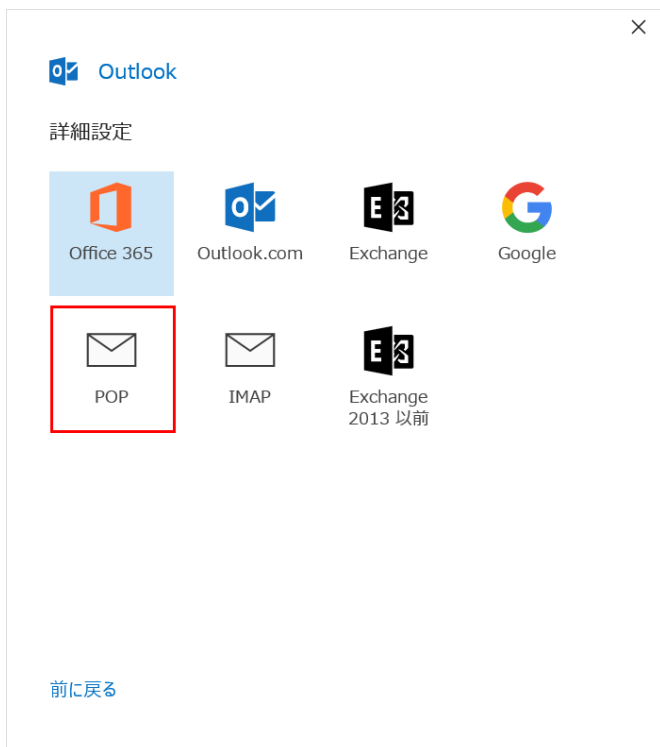 Outlook
詳細設定
Office 365
Outlook.com
Exchange
Google
POP
IMAP
Exchange
2013 以前
前に戻る